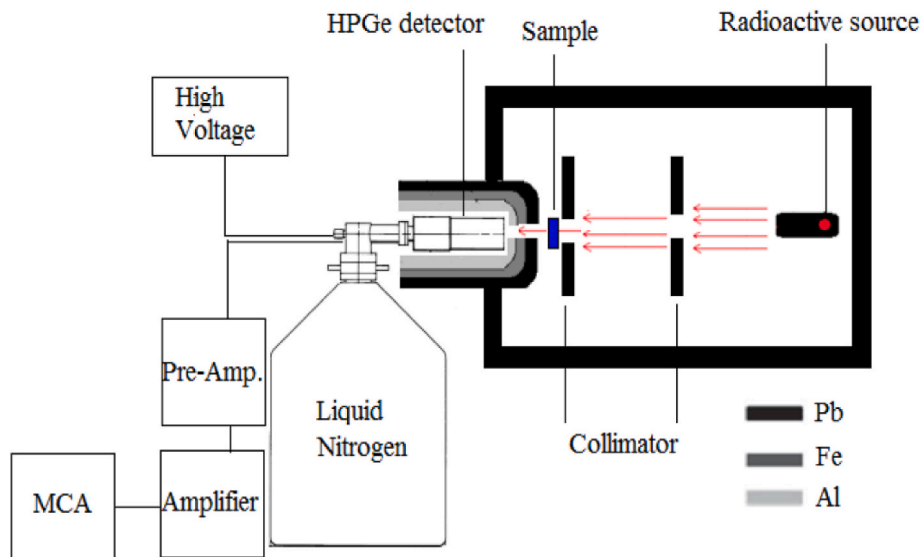 HPGe detector
Sample
Radioactive source
High
Voltage
Pre-Amp.
Liquid
Nitrogen
Collimator
Pb
Fe
Al
MCA
Amplifier